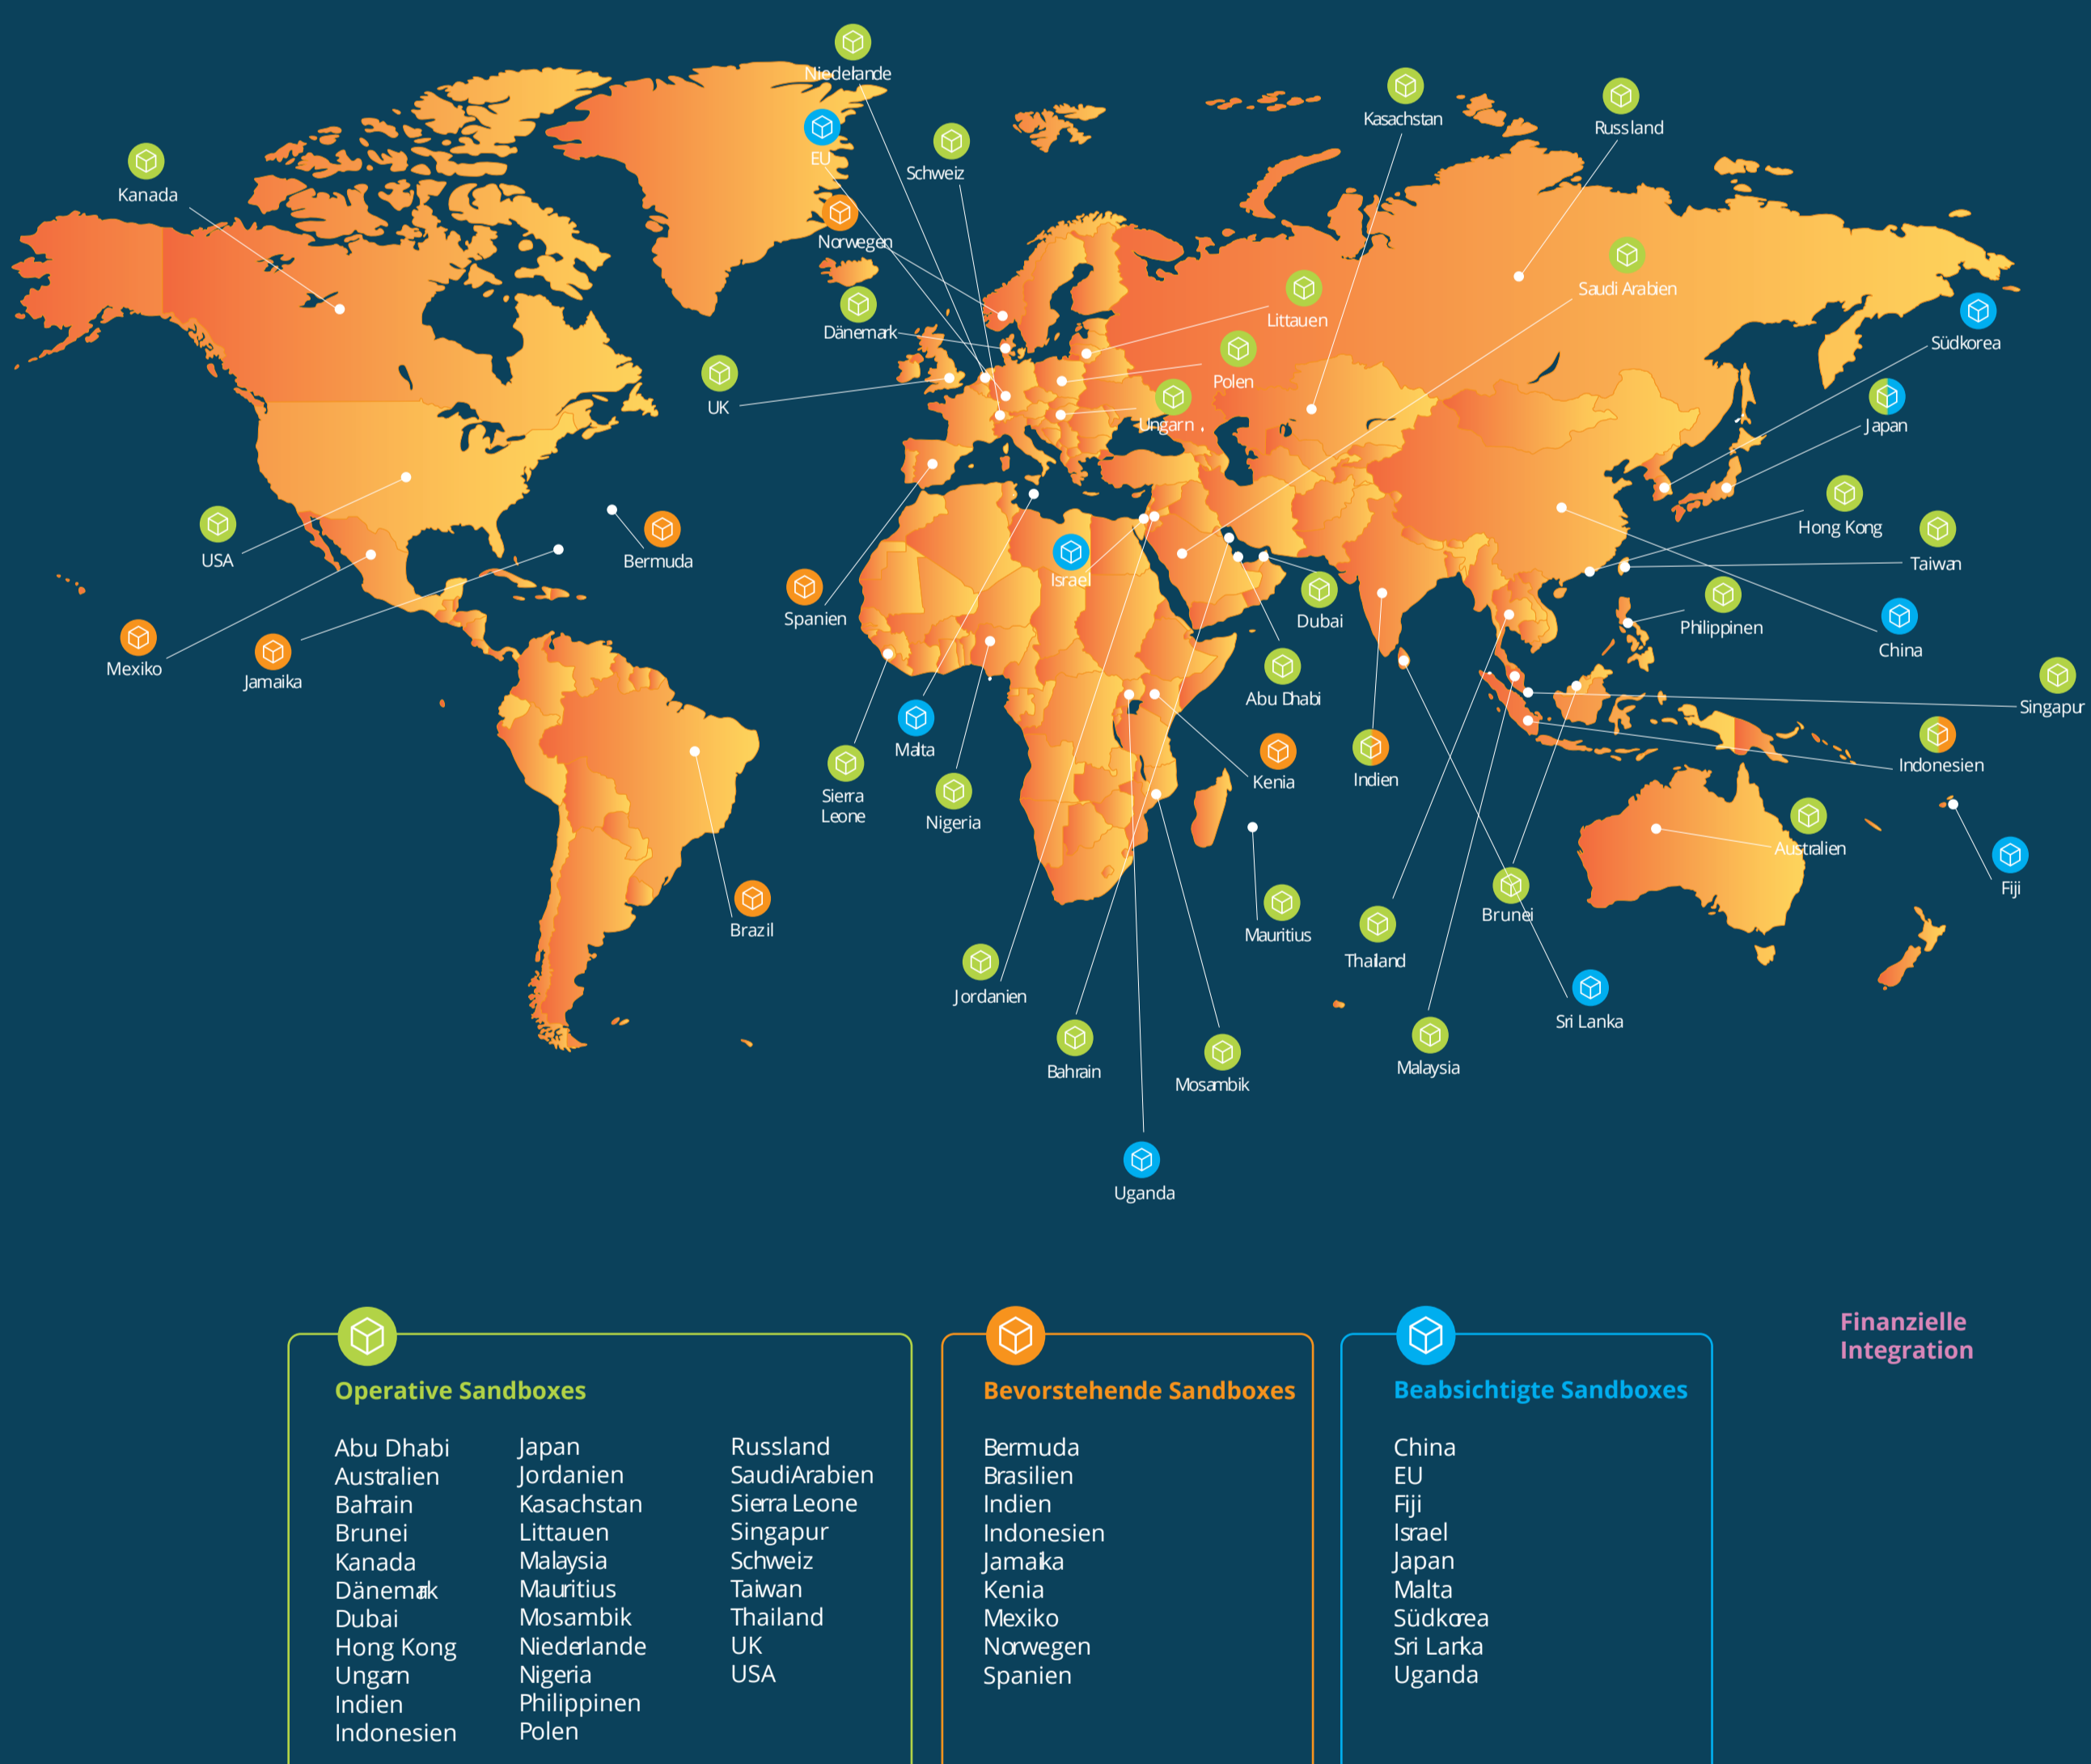 Niedelande
Kasachstan
Russland
EU
Schweiz
Kanada
Norwegen
Saudi Arabien
Littauen
Dänemark
Südkorea
Polen
UK
Ungarn
Japan
Hong Kong
USA
Bermuda
Taiwan
Israel
Spanien
Dubai
Philippinen
China
Mexiko
Jamaika
Abu Dhabi
Singapur
Malta
Indonesien
Kenia
Indien
Sierra
Leone
Nigeria
Australien
Fiji
Brazil
Mauritius
Brunei
Thailand
Jordanien
Sri Lanka
Bahrain
Mosambik
Malaysia
Uganda
Finanzielle
Integration
Operative Sandboxes
Abu Dhabi
Australien
Bahrain
Brunei
Kanada
Dänemark
Dubai
Hong Kong
Ungarn
Indien
Indonesien
Japan
Jordanien
Kasachstan
Littauen
Malaysia
Mauritius
Mosambik
Niederlande
Nigeria
Philippinen
Polen
Russland
SaudiArabien
Sierra Leone
Singapur
Schweiz
Taiwan
Thailand
UK
USA
Bevorstehende Sandboxes
Bermuda
Brasilien
Indien
Indonesien
Jamaika
Kenia
Mexiko
Norwegen
Spanien
Beabsichtigte Sandboxes
China
EU
Fiji
Israel
Japan
Malta
Südkorea
Sri Lanka
Uganda